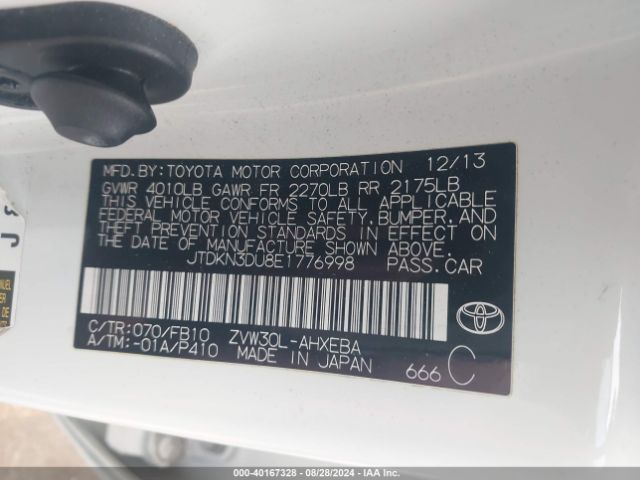 MFD. BY: TOYOTA MOTOR CORPORATION 12/13
GVWR 4010LB GAWR FR 2270LB RR 2175LB
THIS VEHICLE CONFORMS TO ALL APPLICABLE
FEDERAL MOTOR VEHICLE SAFETY, BUMPER, AND
THEFT PREVENTION STANDARDS IN EFFECT ON
THE DATE OF MANUFACTURE SHOWN ABOVE.
JTDKN3DU8E1776998 PASS. CAR
C/TR: 070/FB10 ZVW30L-AHXEBA
A/TM: -01A/P410 MADE IN JAPAN
666 C
000-40167328 | 08/28/2024 | IAAI.com